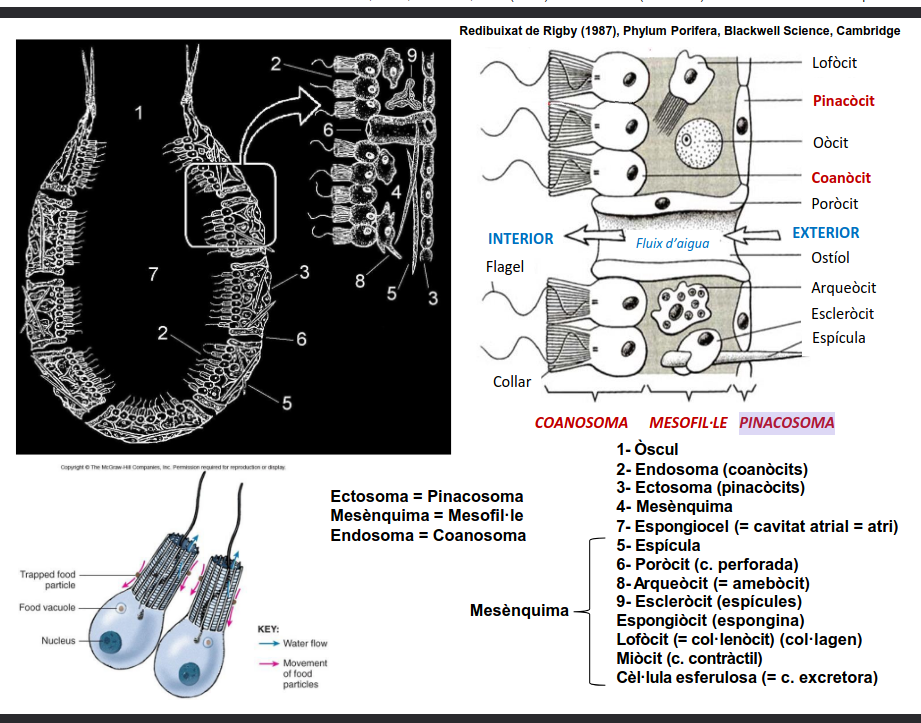 Redibuixat de Rigby (1987), Phylum Porifera, Blackwell Science, Cambridge
1
2
9
6
4
8
5
3
7
3
2
6
5
Lofòcit
Pinacòcit
Oòcit
Coanòcit
Poròcit
INTERIOR
Fluix d'aigua
EXTERIOR
Ostíol
Flagel
Arqueòcit
Escleròcit
Espícula
Collar
COANOSOMA MESOFIL·LE PINACOSOMA
Copyright © The McGraw-Hill Companies, Inc. Permission required for reproduction or display.
Trapped food
particle
Food vacuole
Nucleus
KEY:
Water flow
Movement
of food
particles
Ectosoma = Pinacosoma
Mesènquima = Mesofil·le
Endosoma = Coanosoma
1- Òscul
2- Endosoma (coanòcits)
3- Ectosoma (pinacòcits)
4- Mesènquima
7- Espongiocel (= cavitat atrial = atri)
Mesènquima
5- Espícula
6- Poròcit (c. perforada)
8- Arqueòcit (= amebòcit)
9- Escleròcit (espícules)
Espongiòcit (espongina)
Lofòcit (= col·lenòcit) (col·lagen)
Miòcit (c. contràctil)
Cèl·lula esferulosa (= c. excretora)